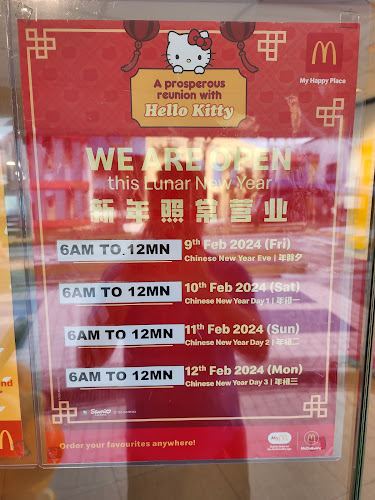 A prosperous
reunion with
Hello Kitty
My Happy Place
WE ARE OPEN
this Lunar New Year
新年照常营业
6AM TO 12MN
9th Feb 2024 (Fri)
Chinese New Year Eve | 年除夕
6AM TO 12MN
10th Feb 2024 (Sat)
Chinese New Year Day 1 | 年初一
6AM TO 12MN
11th Feb 2024 (Sun)
Chinese New Year Day 2 | 年初二
6AM TO 12MN
12th Feb 2024 (Mon)
Chinese New Year Day 3 | 年初三
Sanrio
Order your favourites anywhere!
McDelivery